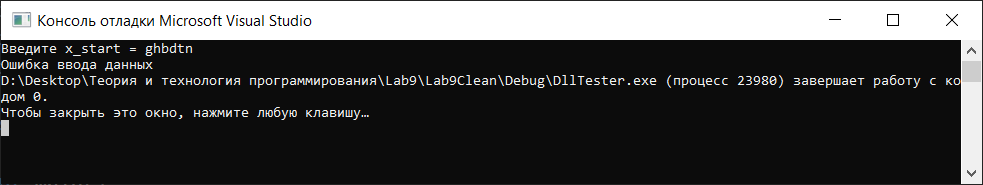 Консоль отладки Microsoft Visual Studio
Введите x_start = ghbdtn
Ошибка ввода данных
D:\Desktop\Теория и технология программирования\Lab9\Lab9Clean\Debug\DllTester.exe (процесс 23980) завершает работу с ко
дом 0.
Чтобы закрыть это окно, нажмите любую клавишу…